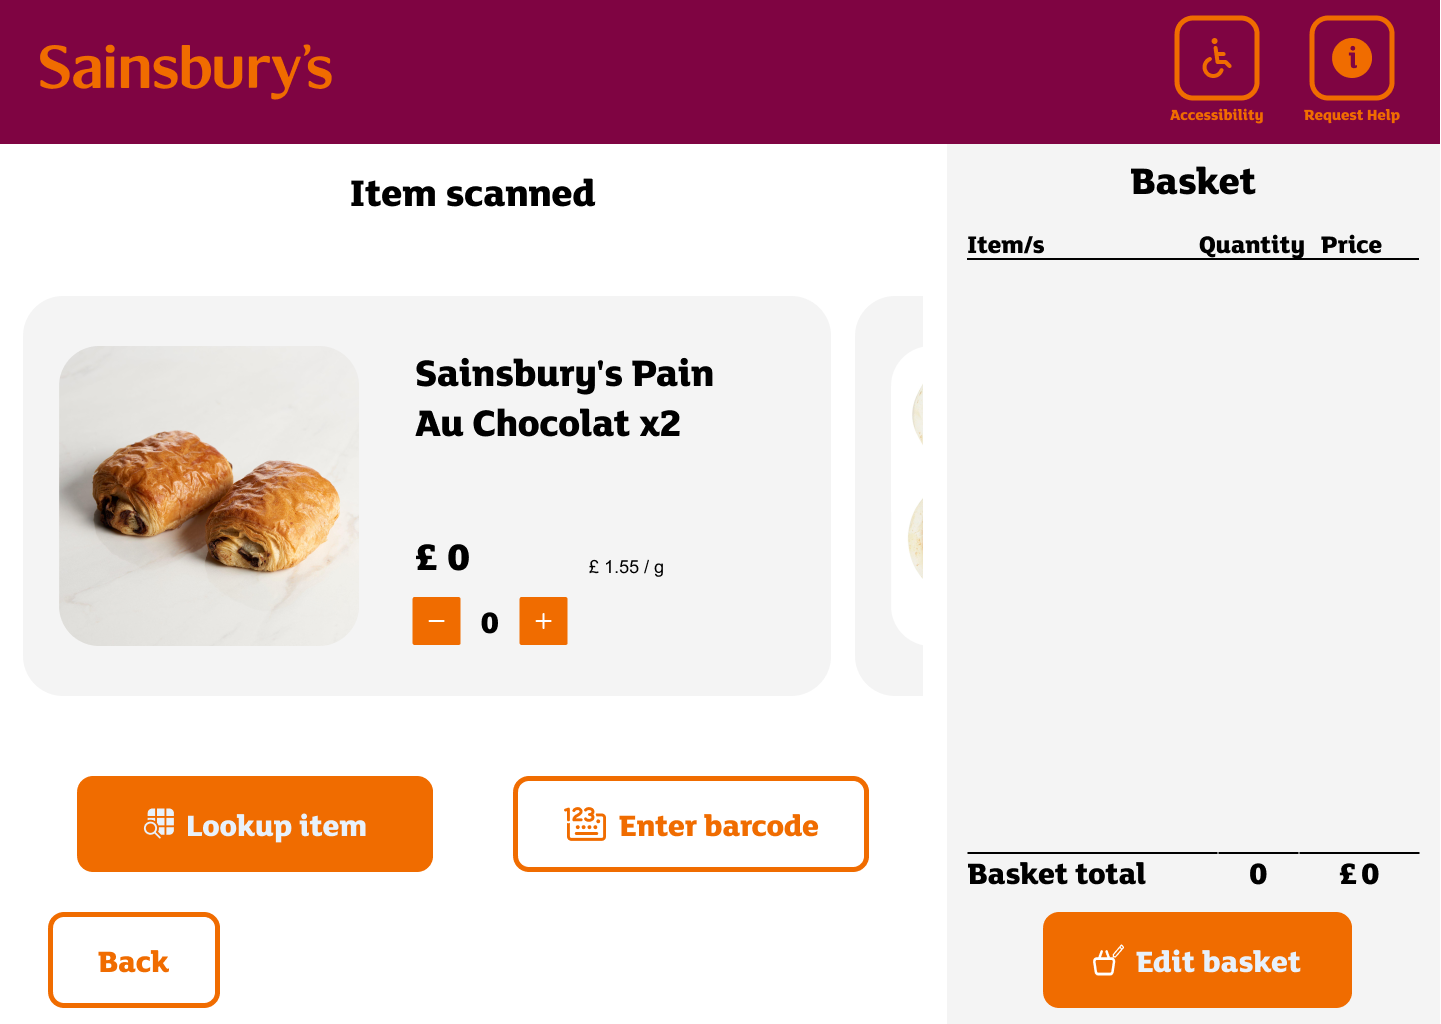 Sainsbury's
Accessibility
Request Help
Item scanned
Sainsbury's Pain
Au Chocolat x2
£ 0
£ 1.55 / g
− 0 +
Lookup item
123 Enter barcode
Back
Basket
Item/s Quantity Price
Basket total 0 £ 0
Edit basket